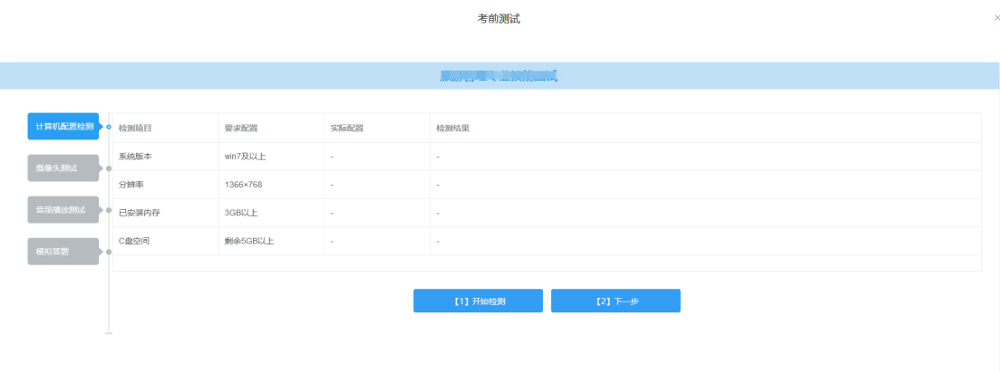 考前测试
×
计算机配置检测
检测项目 要求配置 实际配置 检测结果
系统版本 win7及以上 - -
摄像头测试
分辨率 1366×768 - -
音频播放测试
已安装内存 3GB以上 - -
C盘空间 剩余5GB以上 - -
模拟答题
【1】开始检测 【2】下一步